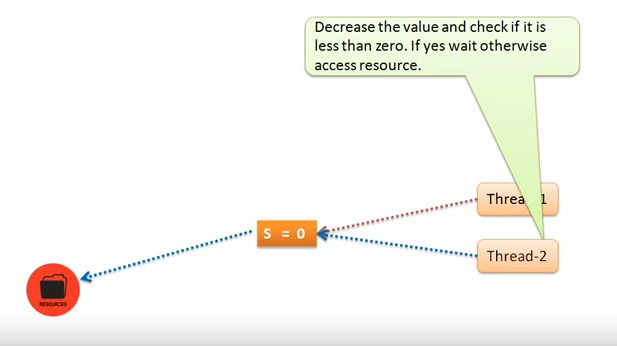 Decrease the value and check if it is
less than zero. If yes wait otherwise
access resource.
Threa 1
S = 0
Thread-2
RESOURCES